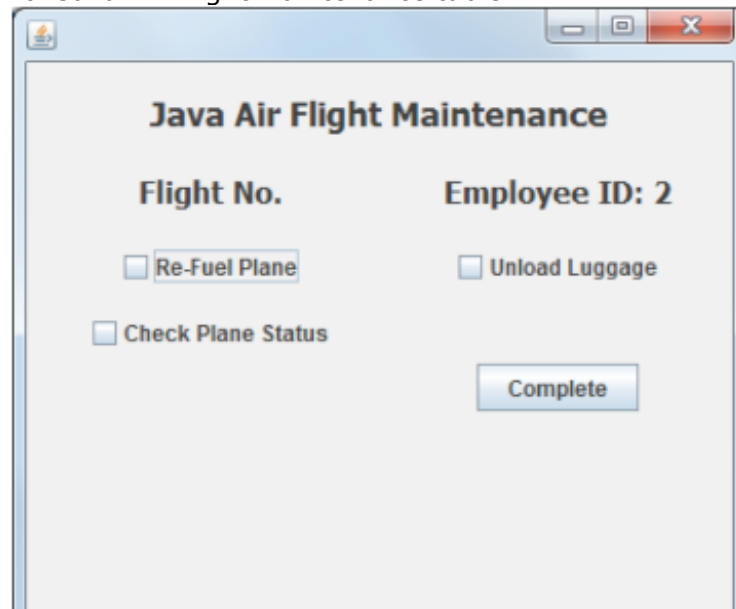 Java Air Flight Maintenance
Flight No. Employee ID: 2
Re-Fuel Plane Unload Luggage
Check Plane Status
Complete